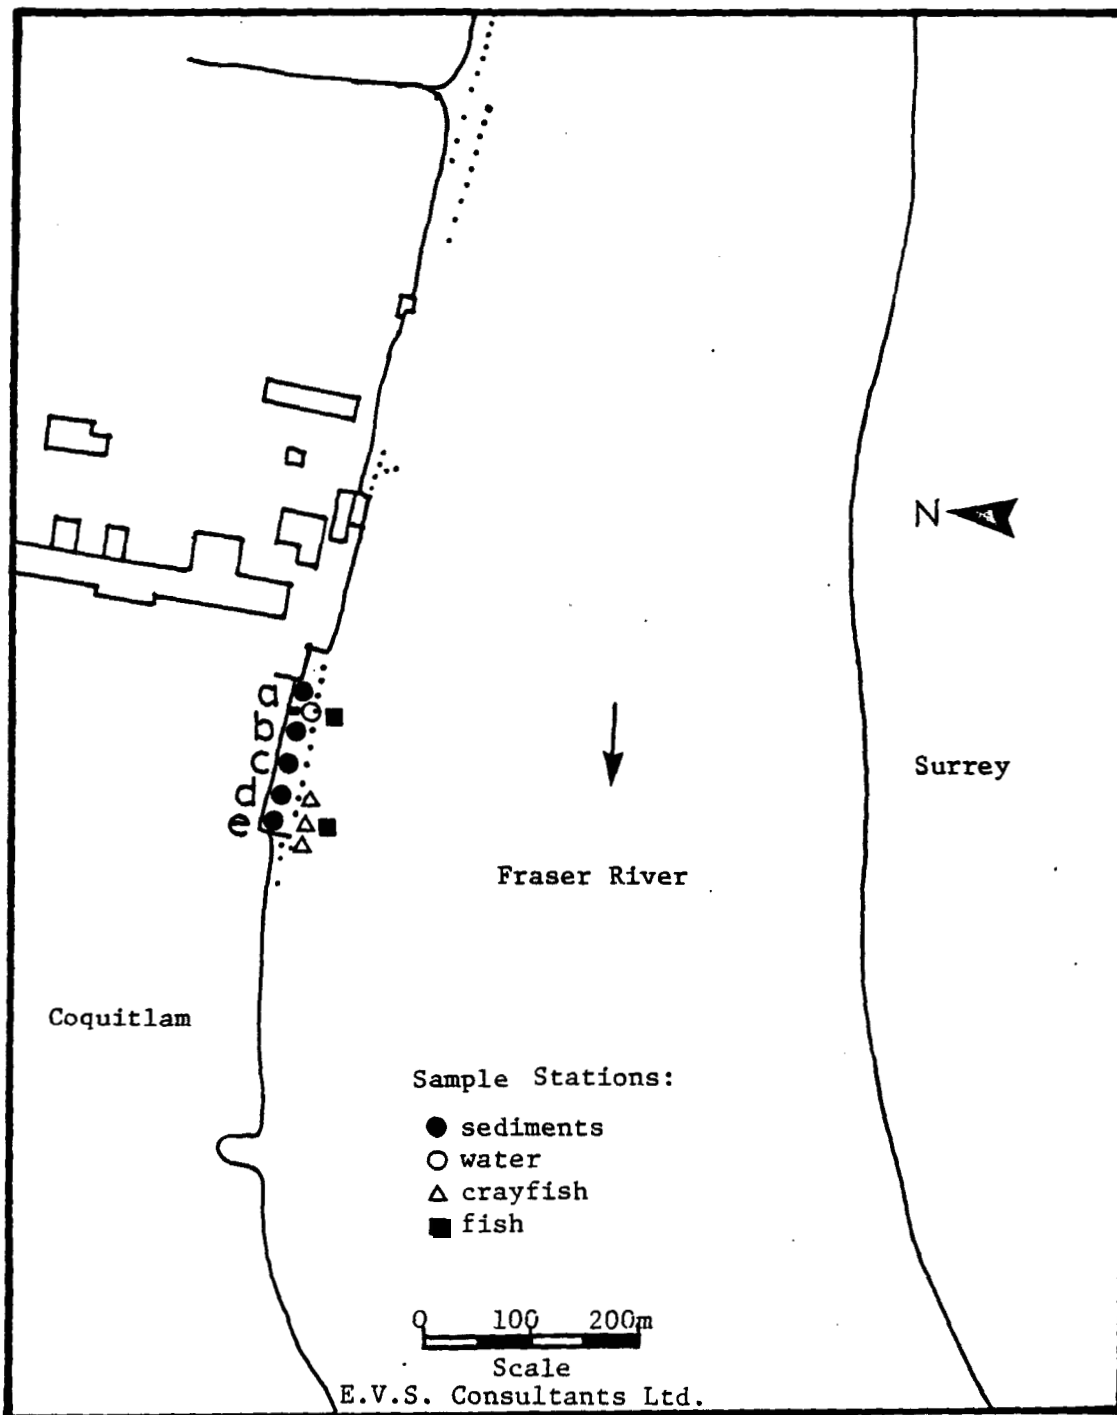 N
a
b
c
d
e
Surrey
Fraser River
Coquitlam
Sample Stations:
sediments
water
crayfish
fish
0 100 200m
Scale
E.V.S. Consultants Ltd.